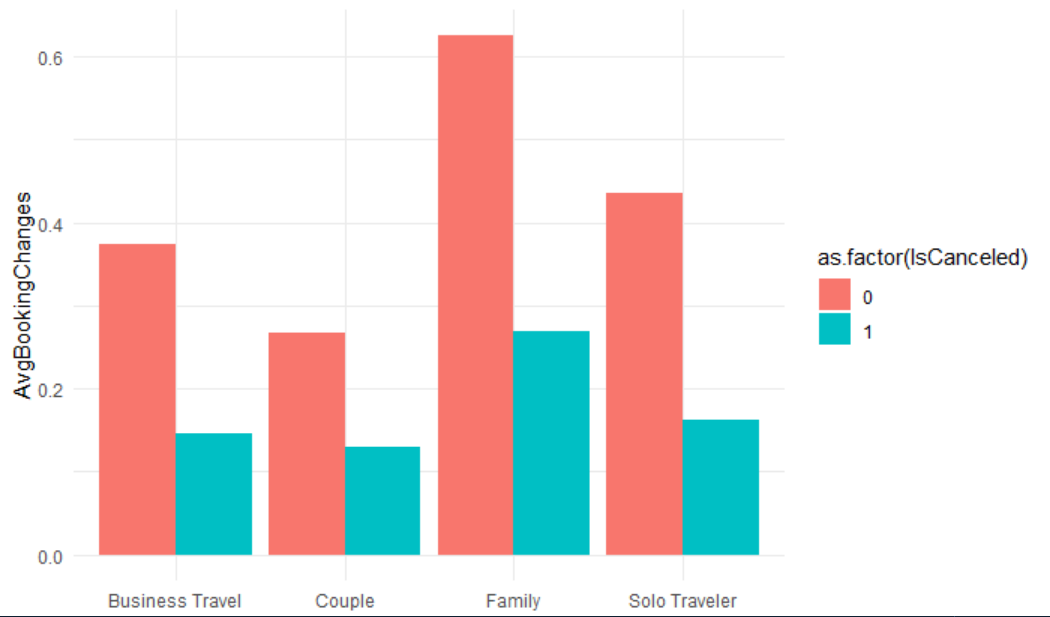 AvgBookingChanges
0.6
0.4
0.2
0.0
Business Travel
Couple
Family
Solo Traveler
as.factor(IsCanceled)
0
1